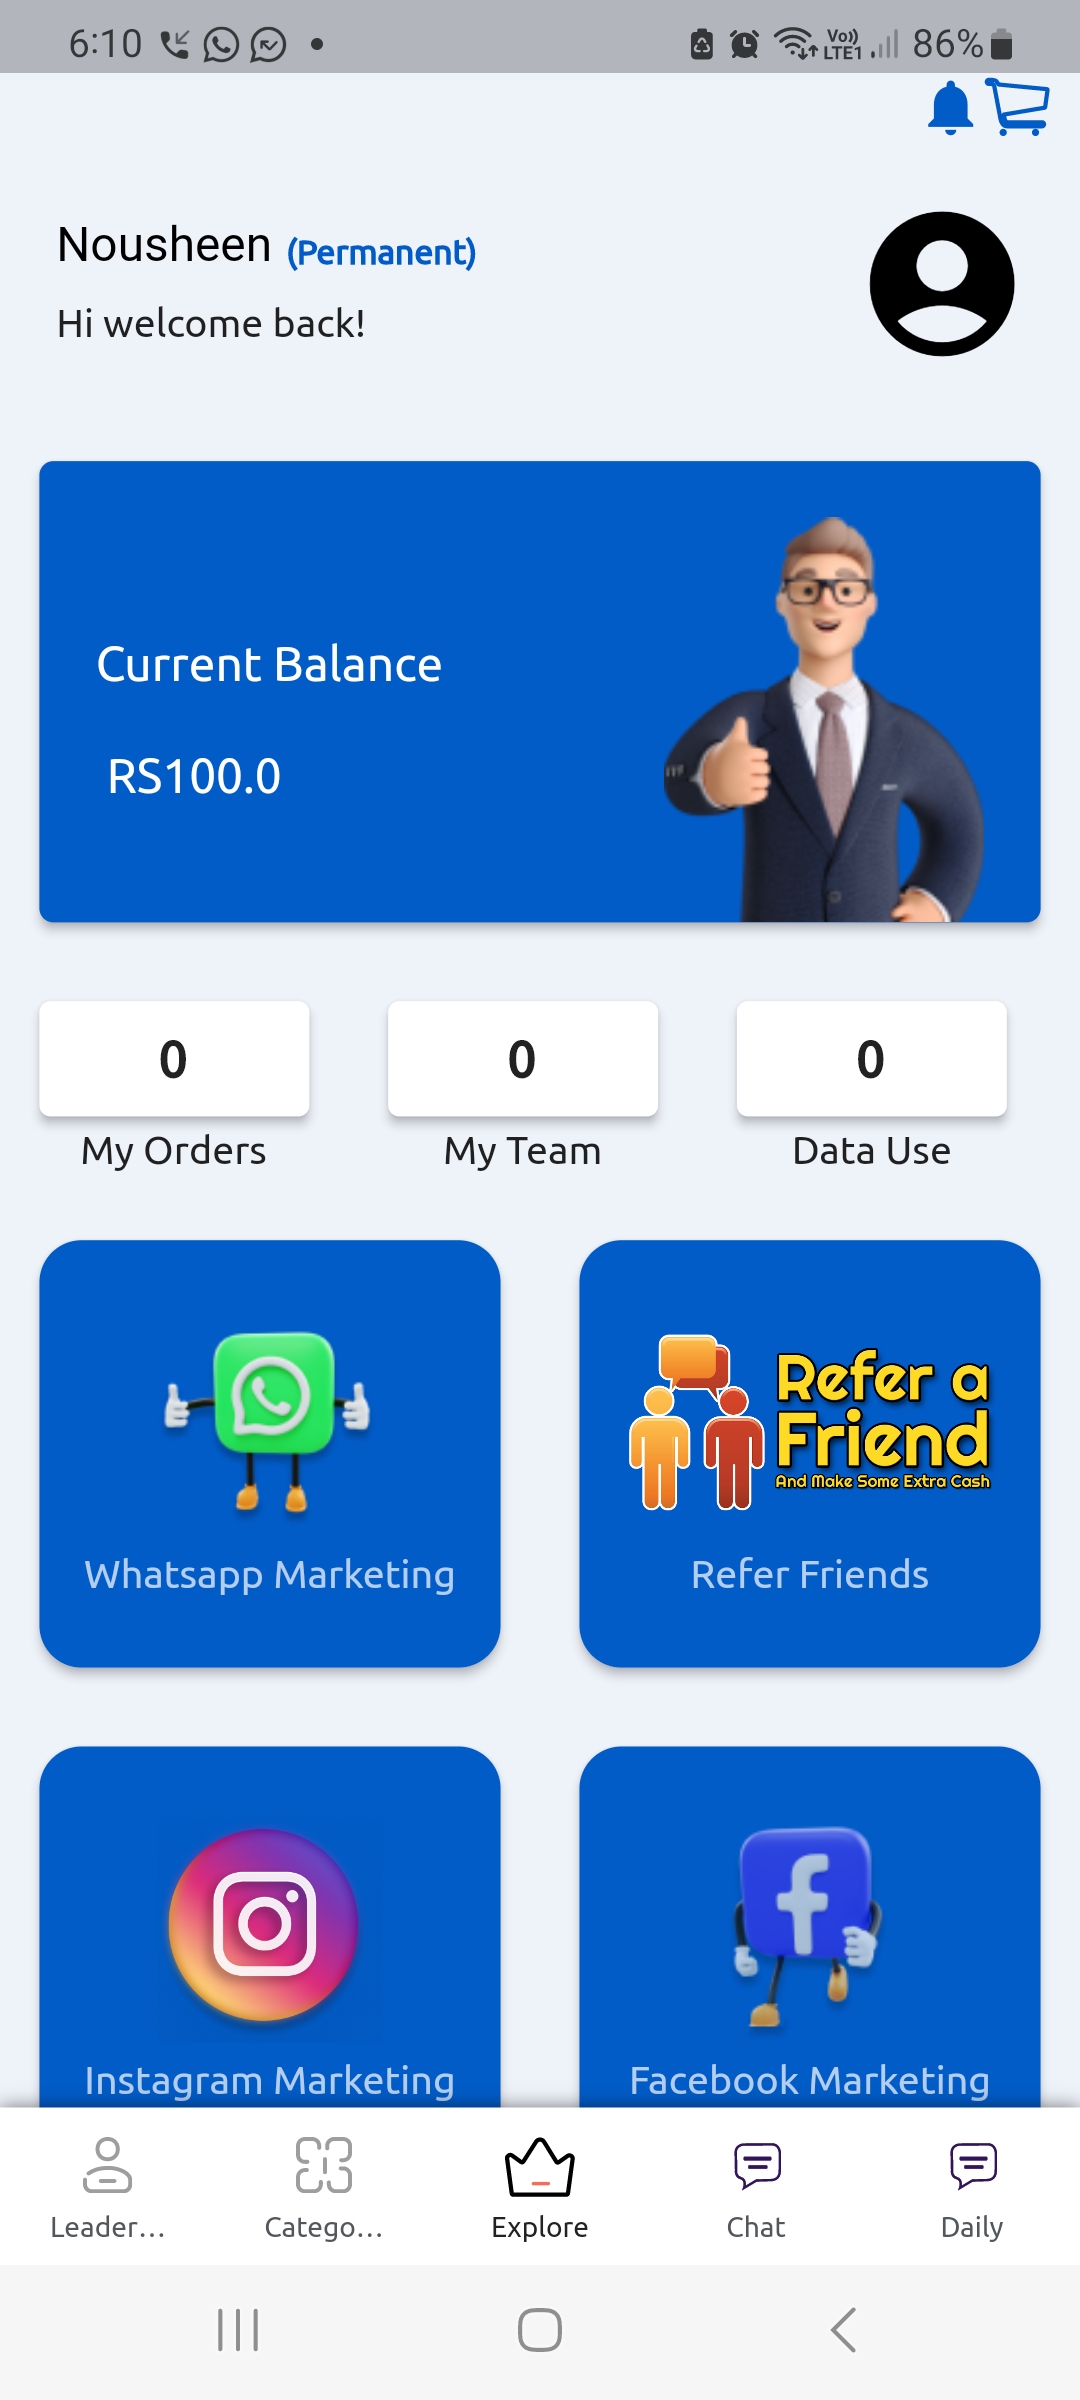 6:10
Vo)) LTE1 86%
Nousheen (Permanent)
Hi welcome back!
Current Balance
RS100.0
0 0 0
My Orders My Team Data Use
Refer a
Friend
And Make Some Extra Cash
Whatsapp Marketing Refer Friends
Instagram Marketing Facebook Marketing
Leader... Catego... Explore Chat Daily